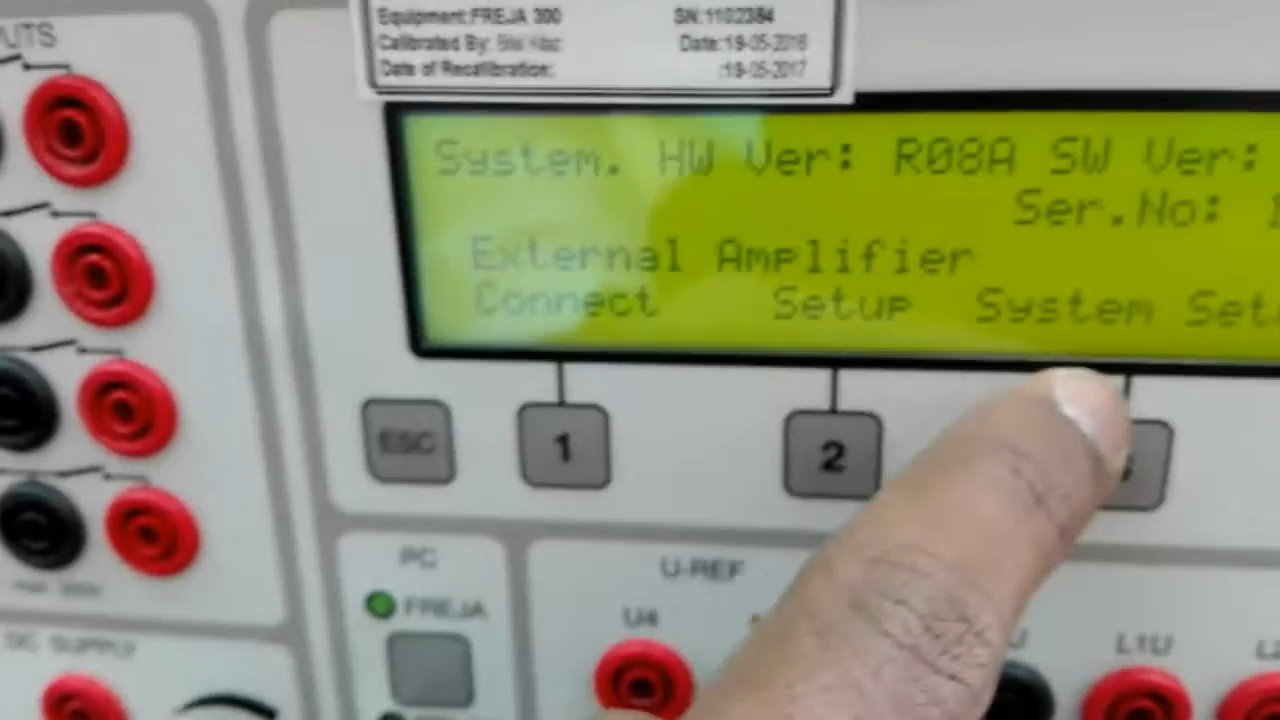 Equipment:FREJA 300 SN:1102384
Calibrated By: Date:19-05-2016
Date of Recalibration: :19-05-2017
System. HW Ver: R08A SW Ver:
Ser.No:
External Amplifier
Connect Setup System Set
ESC 1 2
PC
FREJA
U-REF
U4
L1U
DC SUPPLY